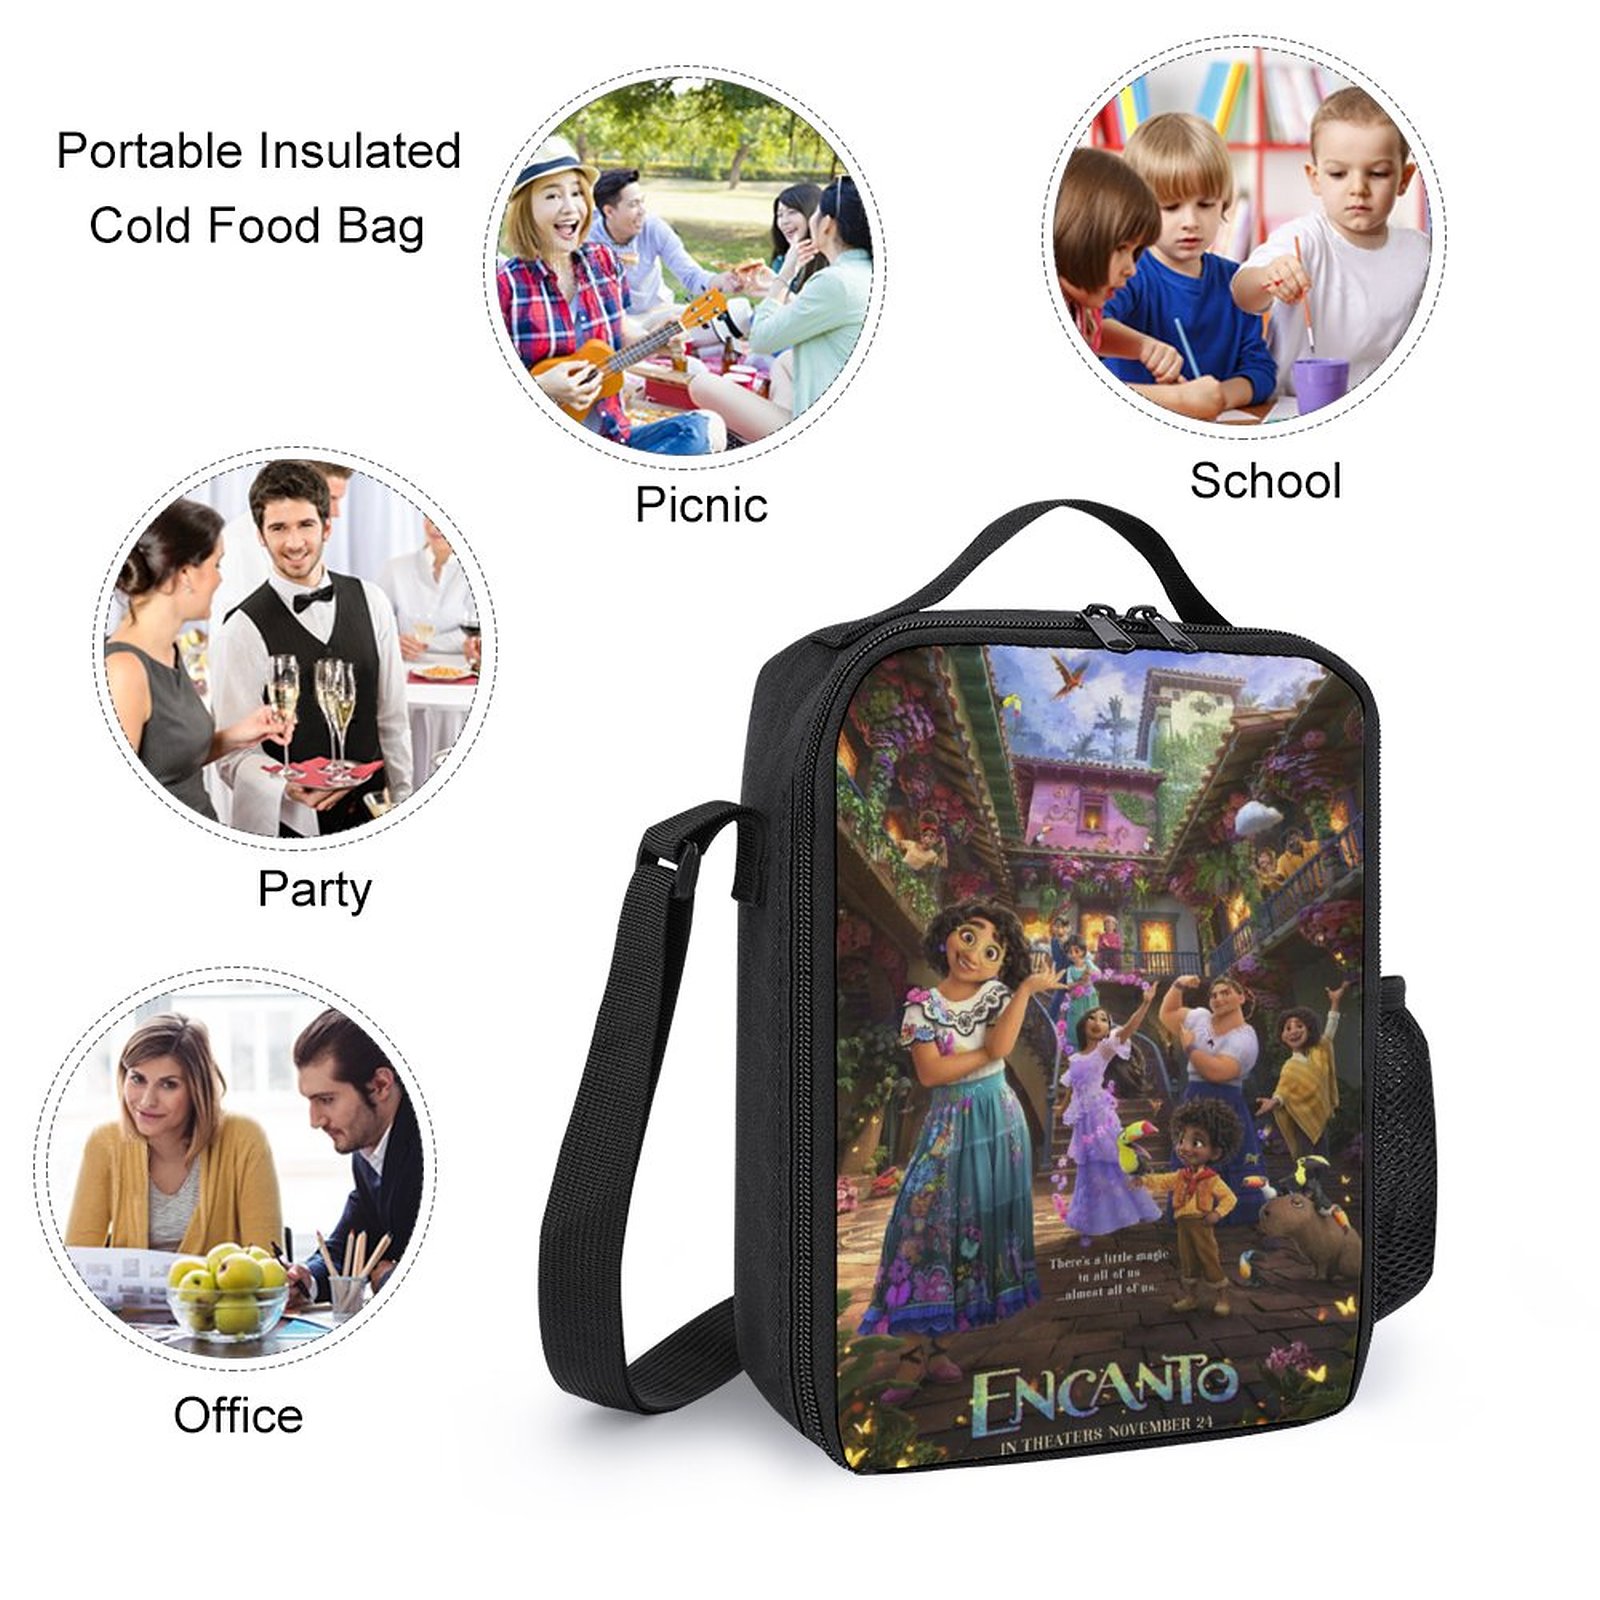 Portable Insulated
Cold Food Bag
Picnic
School
Party
Office
There's a little magic
in all of us
...almost all of us.
ENCANTO
IN THEATERS NOVEMBER 24